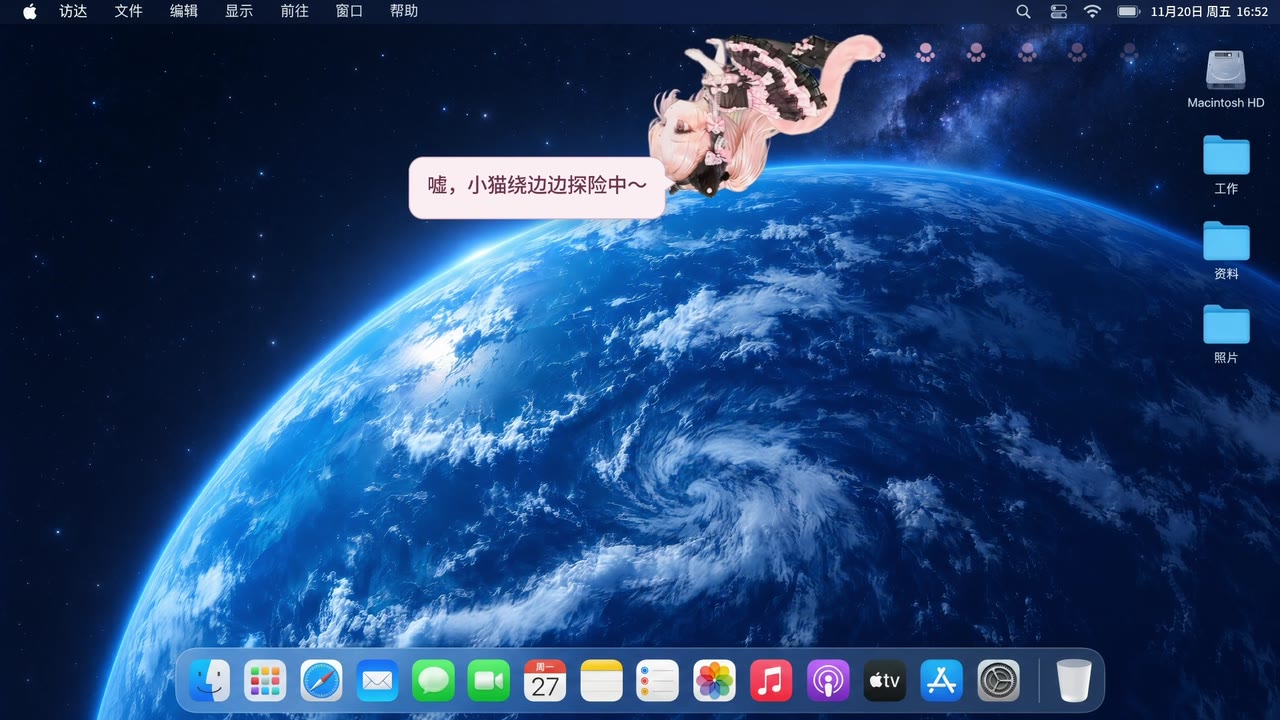 访达 文件 编辑 显示 前往 窗口 帮助 11月20日 周五 16:52
Macintosh HD
嘘，小猫绕边边探险中～
工作
资料
照片
周一
27
tv